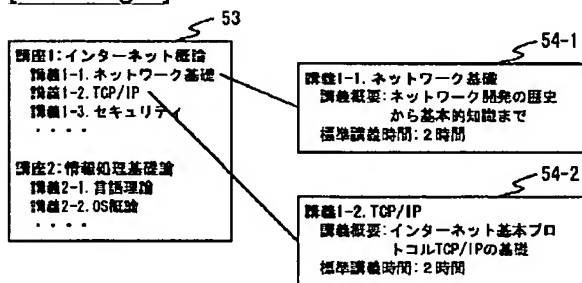 53
講座1:インターネット概論
講義1-1.ネットワーク基礎
講義1-2.TCP/IP
講義1-3.セキュリティ
・・・・
講座2:情報処理基礎論
講義2-1.言語理論
講義2-2.OS概論
・・・・
54-1
講義1-1.ネットワーク基礎
講義概要:ネットワーク開発の歴史
から基本的知識まで
標準講義時間:2時間
54-2
講義1-2.TCP/IP
講義概要:インターネット基本プロ
トコルTCP/IPの基礎
標準講義時間:2時間